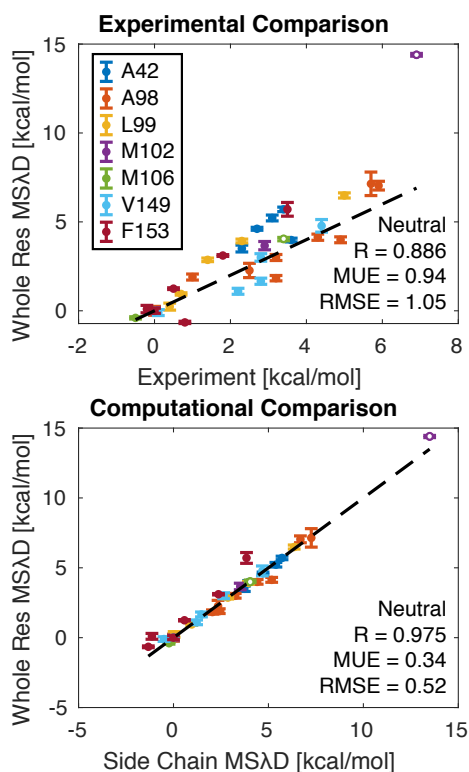 Experimental Comparison
15
10
5
0
Whole Res MSλD [kcal/mol]
A42
A98
L99
M102
M106
V149
F153
Neutral
R = 0.886
MUE = 0.94
RMSE = 1.05
-2
0
2
4
6
8
Experiment [kcal/mol]
Computational Comparison
15
10
5
0
-5
Whole Res MSλD [kcal/mol]
Neutral
R = 0.975
MUE = 0.34
RMSE = 0.52
-5
0
5
10
15
Side Chain MSλD [kcal/mol]